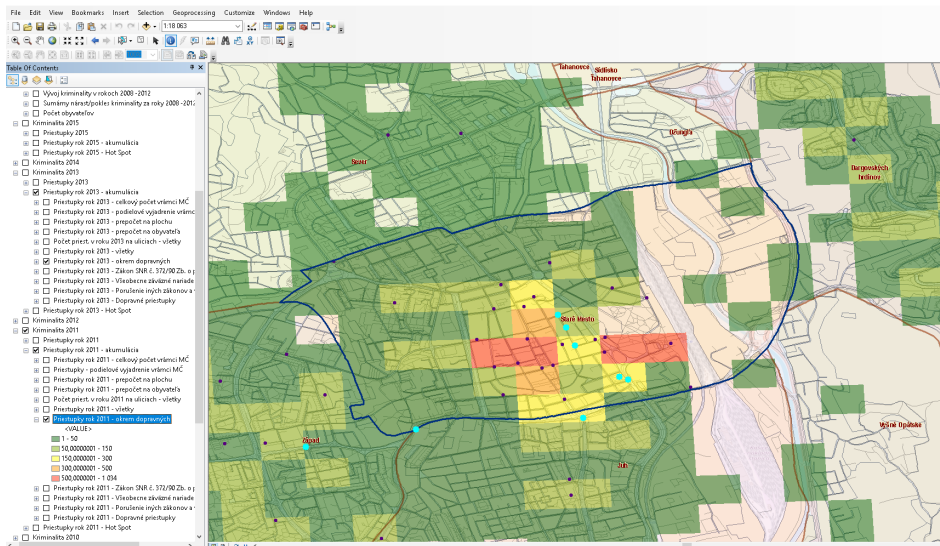 File Edit View Bookmarks Insert Selection Geoprocessing Customize Windows Help
1:18 063
Table Of Contents
Vývoj kriminality v rokoch 2008 -2012
Sumárny nárast/pokles kriminality za roky 2008 -201
Počet obyvateľov
Kriminalita 2015
Priestupky 2015
Priestupky rok 2015 - akumulácia
Priestupky rok 2015 - Hot Spot
Kriminalita 2014
Kriminalita 2013
Priestupky 2013
Priestupky rok 2013 - akumulácia
Priestupky rok 2013 - celkový počet vrámci MČ
Priestupky rok 2013 - podielové vyjadrenie vrámc
Priestupky rok 2013 - prepočet na plochu
Priestupky rok 2013 - prepočet na obyvateľa
Počet priest. v roku 2013 na uliciach - všetky
Priestupky rok 2013 - všetky
Priestupky rok 2013 - okrem dopravných
Priestupky rok 2013 - Zákon SNR č. 372/90 Zb. o p
Priestupky rok 2013 - Všeobecne záväzné nariade
Priestupky rok 2013 - Porušenie iných zákonov a
Priestupky rok 2013 - Dopravné priestupky
Priestupky rok 2013 - Hot Spot
Kriminalita 2012
Kriminalita 2011
Priestupky rok 2011
Priestupky rok 2011 - akumulácia
Priestupky rok 2011 - celkový počet vrámci MČ
Priestupky - podielové vyjadrenie vrámci MČ
Priestupky rok 2011 - prepočet na plochu
Priestupky rok 2011 - prepočet na obyvateľa
Počet priest. v roku 2011 na uliciach - všetky
Priestupky rok 2011 - všetky
Priestupky rok 2011 - okrem dopravných
<VALUE>
1 - 50
50,00000001 - 150
150,0000001 - 300
300,0000001 - 500
500,0000001 - 1 034
Priestupky rok 2011 - Zákon SNR č. 372/90 Zb. o p
Priestupky rok 2011 - Všeobecne záväzné nariade
Priestupky rok 2011 - Porušenie iných zákonov a
Priestupky rok 2011 - Dopravné priestupky
Priestupky rok 2011 - Hot Spot
Kriminalita 2010
Ťahanovce
Sídlisko
Ťahanovce
Džungľa
Sever
Dargovských
hrdinov
Staré Mesto
Západ
Vyšné Opátske
Juh